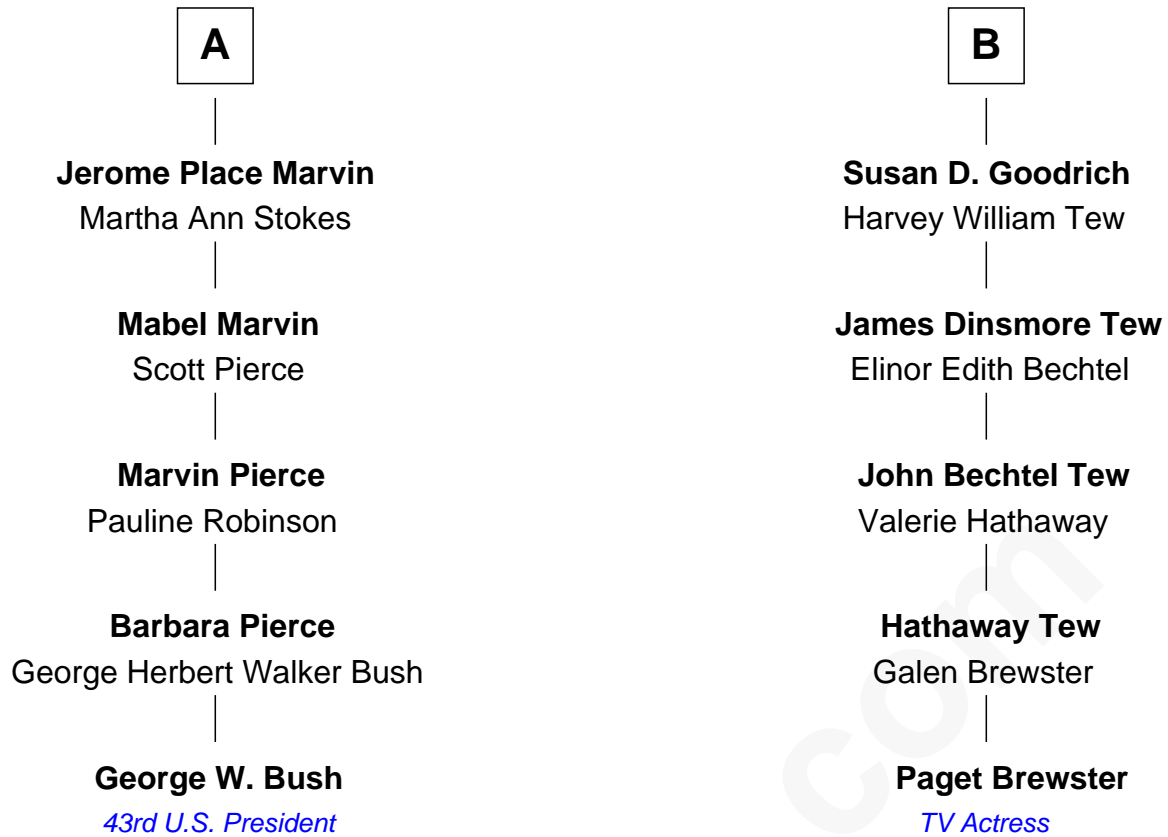 A
Jerome Place Marvin
Martha Ann Stokes
Mabel Marvin
Scott Pierce
Marvin Pierce
Pauline Robinson
Barbara Pierce
George Herbert Walker Bush
George W. Bush
43rd U.S. President
B
Susan D. Goodrich
Harvey William Tew
James Dinsmore Tew
Elinor Edith Bechtel
John Bechtel Tew
Valerie Hathaway
Hathaway Tew
Galen Brewster
Paget Brewster
TV Actress
com